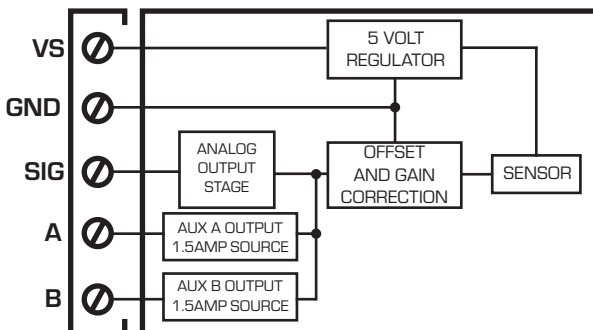 VS
5 VOLT
REGULATOR
GND
SIG
ANALOG
OUTPUT
STAGE
OFFSET
AND GAIN
CORRECTION
SENSOR
A
AUX A OUTPUT
1.5AMP SOURCE
B
AUX B OUTPUT
1.5AMP SOURCE